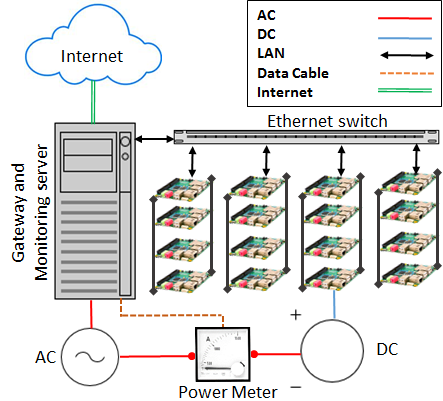 Internet
AC
DC
LAN
Data Cable
Internet
Ethernet switch
Gateway and
Monitoring server
AC
A
+
DC
Power Meter
−